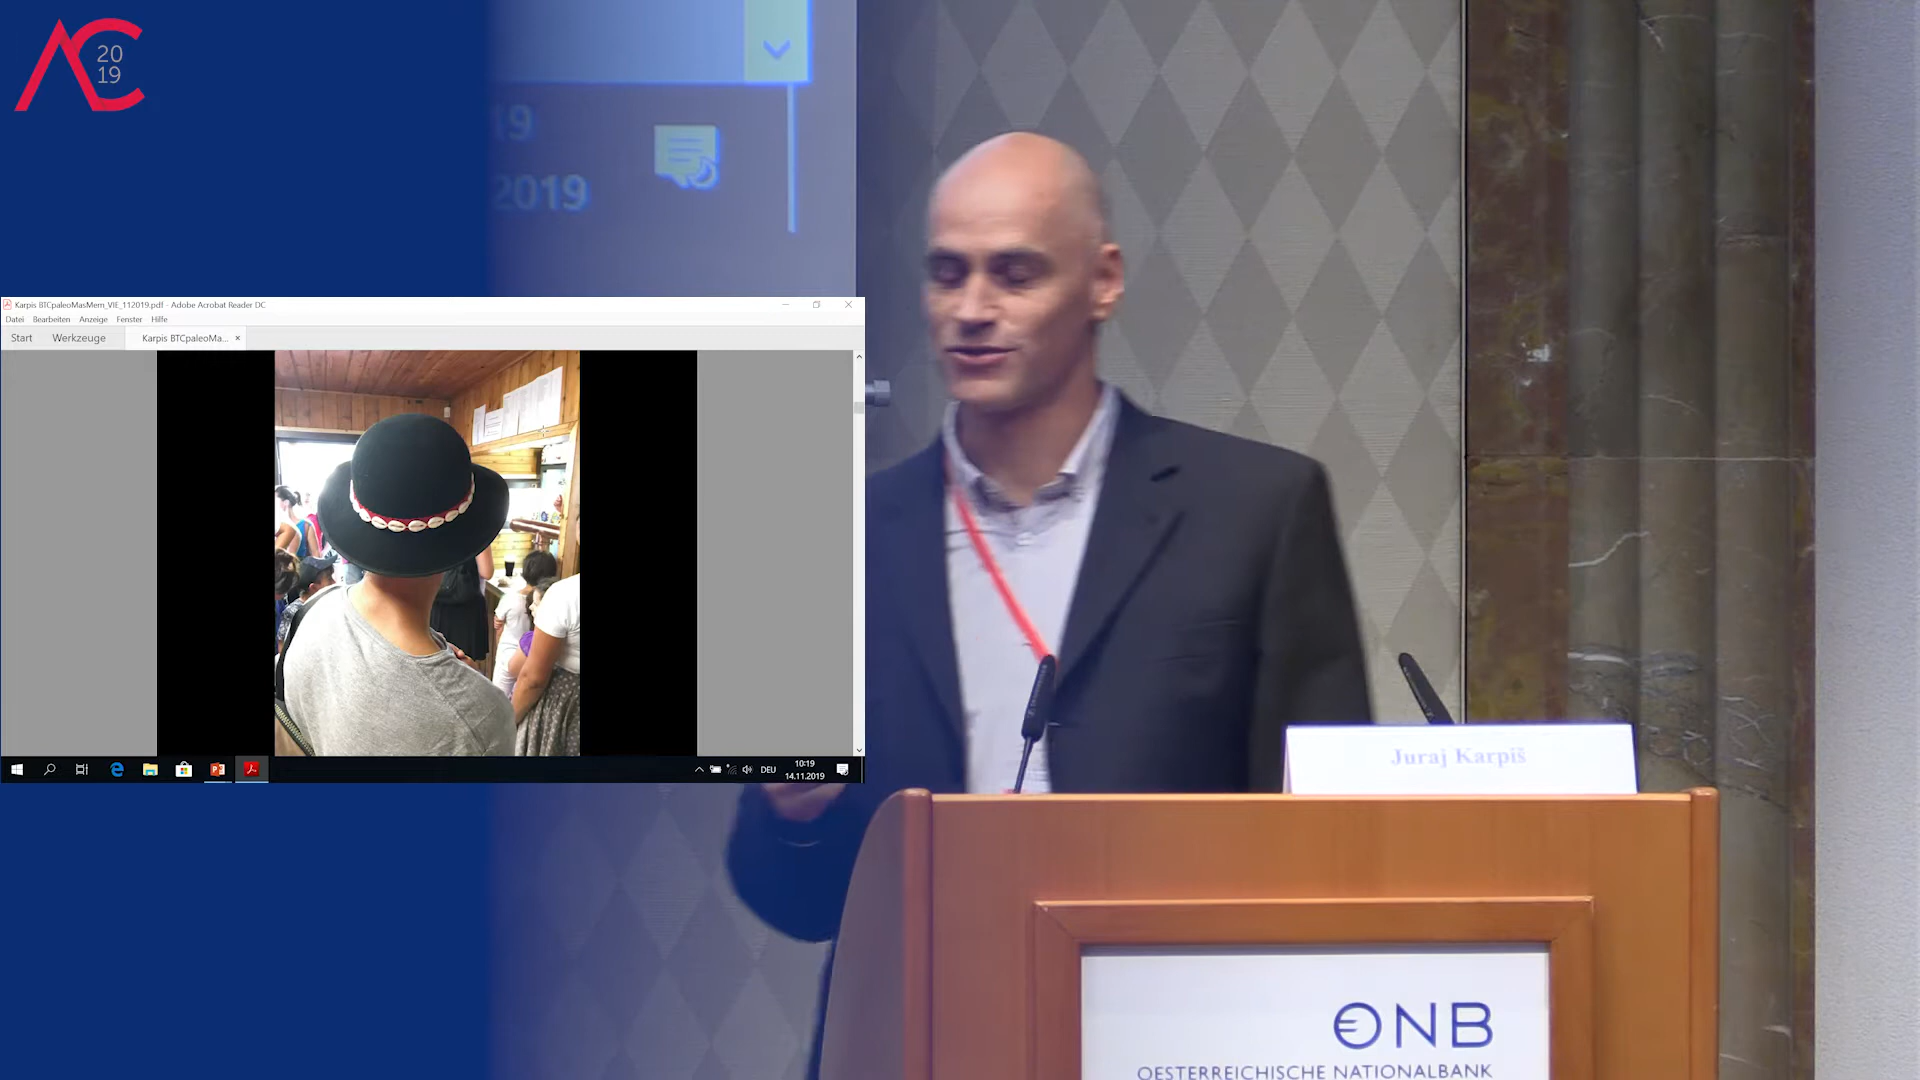 20
19
19
2019
Karpis BTCpaleoMasMem_VIE_112019.pdf - Adobe Acrobat Reader DC
Datei Bearbeiten Anzeige Fenster Hilfe
Start Werkzeuge Karpis BTCpaleoMa... ×
DEU
10:19
14.11.2019
Juraj Karpiš
ONB
OESTERREICHISCHE NATIONALBANK